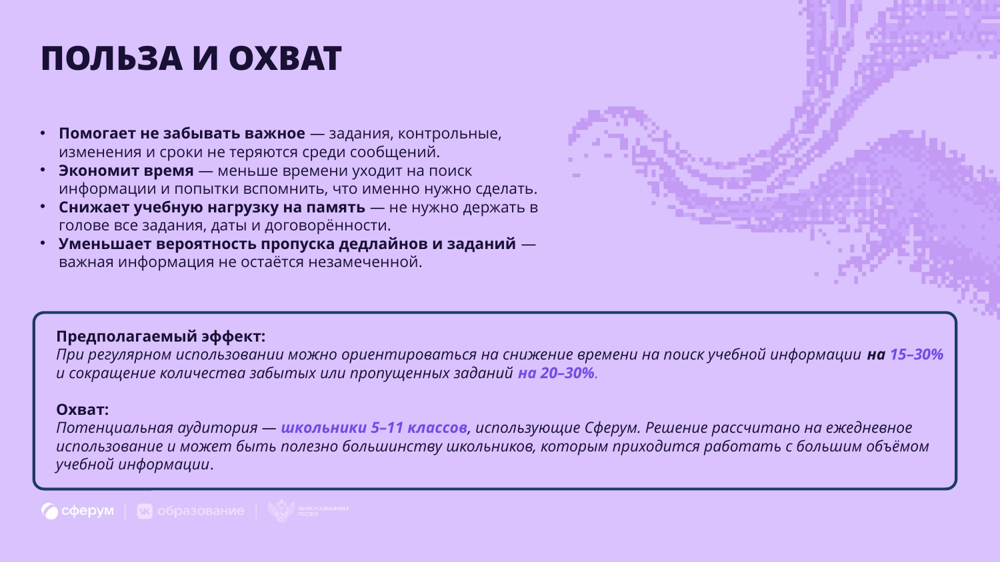 ПОЛЬЗА И ОХВАТ
• Помогает не забывать важное — задания, контрольные,
изменения и сроки не теряются среди сообщений.
• Экономит время — меньше времени уходит на поиск
информации и попытки вспомнить, что именно нужно сделать.
• Снижает учебную нагрузку на память — не нужно держать в
голове все задания, даты и договорённости.
• Уменьшает вероятность пропуска дедлайнов и заданий —
важная информация не остаётся незамеченной.
Предполагаемый эффект:
При регулярном использовании можно ориентироваться на снижение времени на поиск учебной информации на 15–30%
и сокращение количества забытых или пропущенных заданий на 20–30%.
Охват:
Потенциальная аудитория — школьники 5–11 классов, использующие Сферум. Решение рассчитано на ежедневное
использование и может быть полезно большинству школьников, которым приходится работать с большим объёмом
учебной информации.
сферум | VK образование | МИНПРОСВЕЩЕНИЯ
РОССИИ